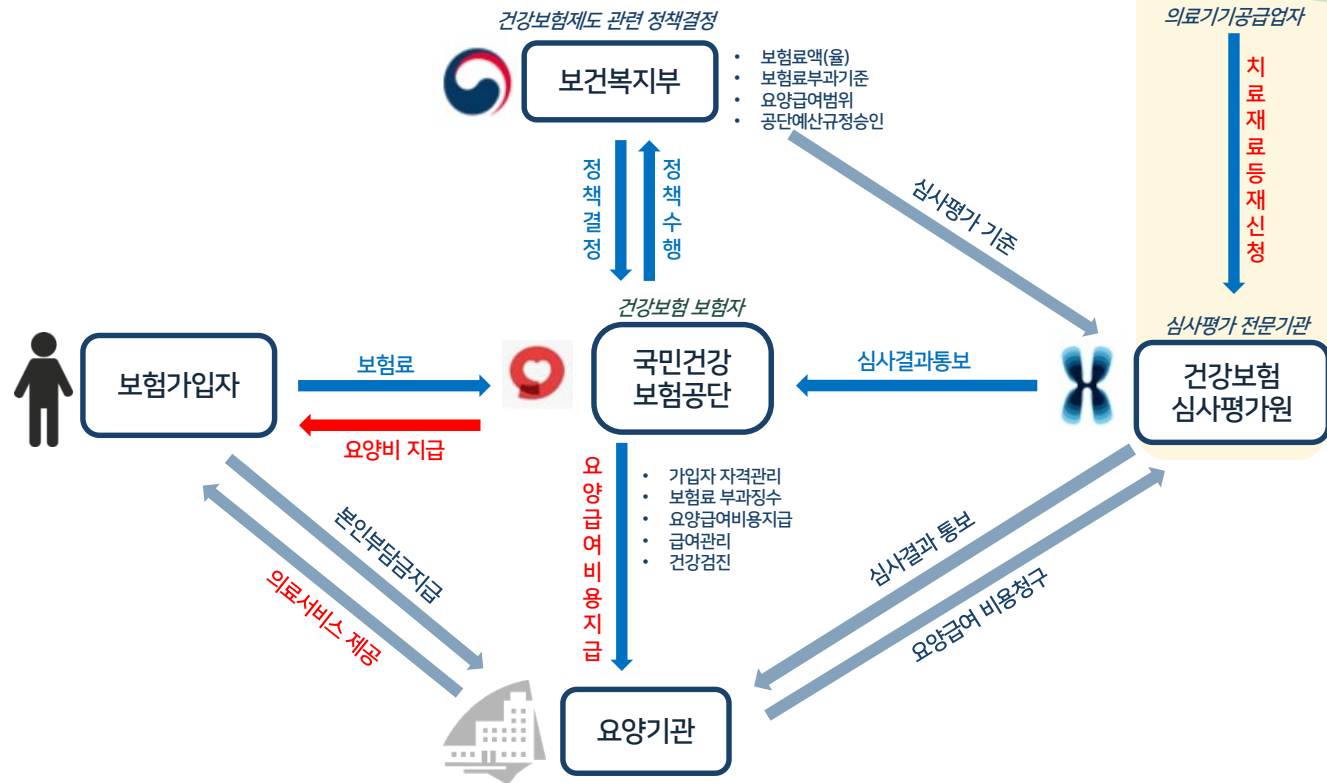 건강보험제도 관련 정책결정
보건복지부
• 보험료액(율)
• 보험료부과기준
• 요양급여범위
• 공단예산규정승인
의료기기공급업자
치료재료등재신청
정책결정
정책수행
심사평가 기준
건강보험 보험자
국민건강
보험공단
심사평가 전문기관
건강보험
심사평가원
보험가입자
보험료
요양비 지급
심사결과통보
요양급여비용지급
• 가입자 자격관리
• 보험료 부과징수
• 요양급여비용지급
• 급여관리
• 건강검진
본인부담금지급
의료서비스 제공
심사결과 통보
요양급여 비용청구
요양기관